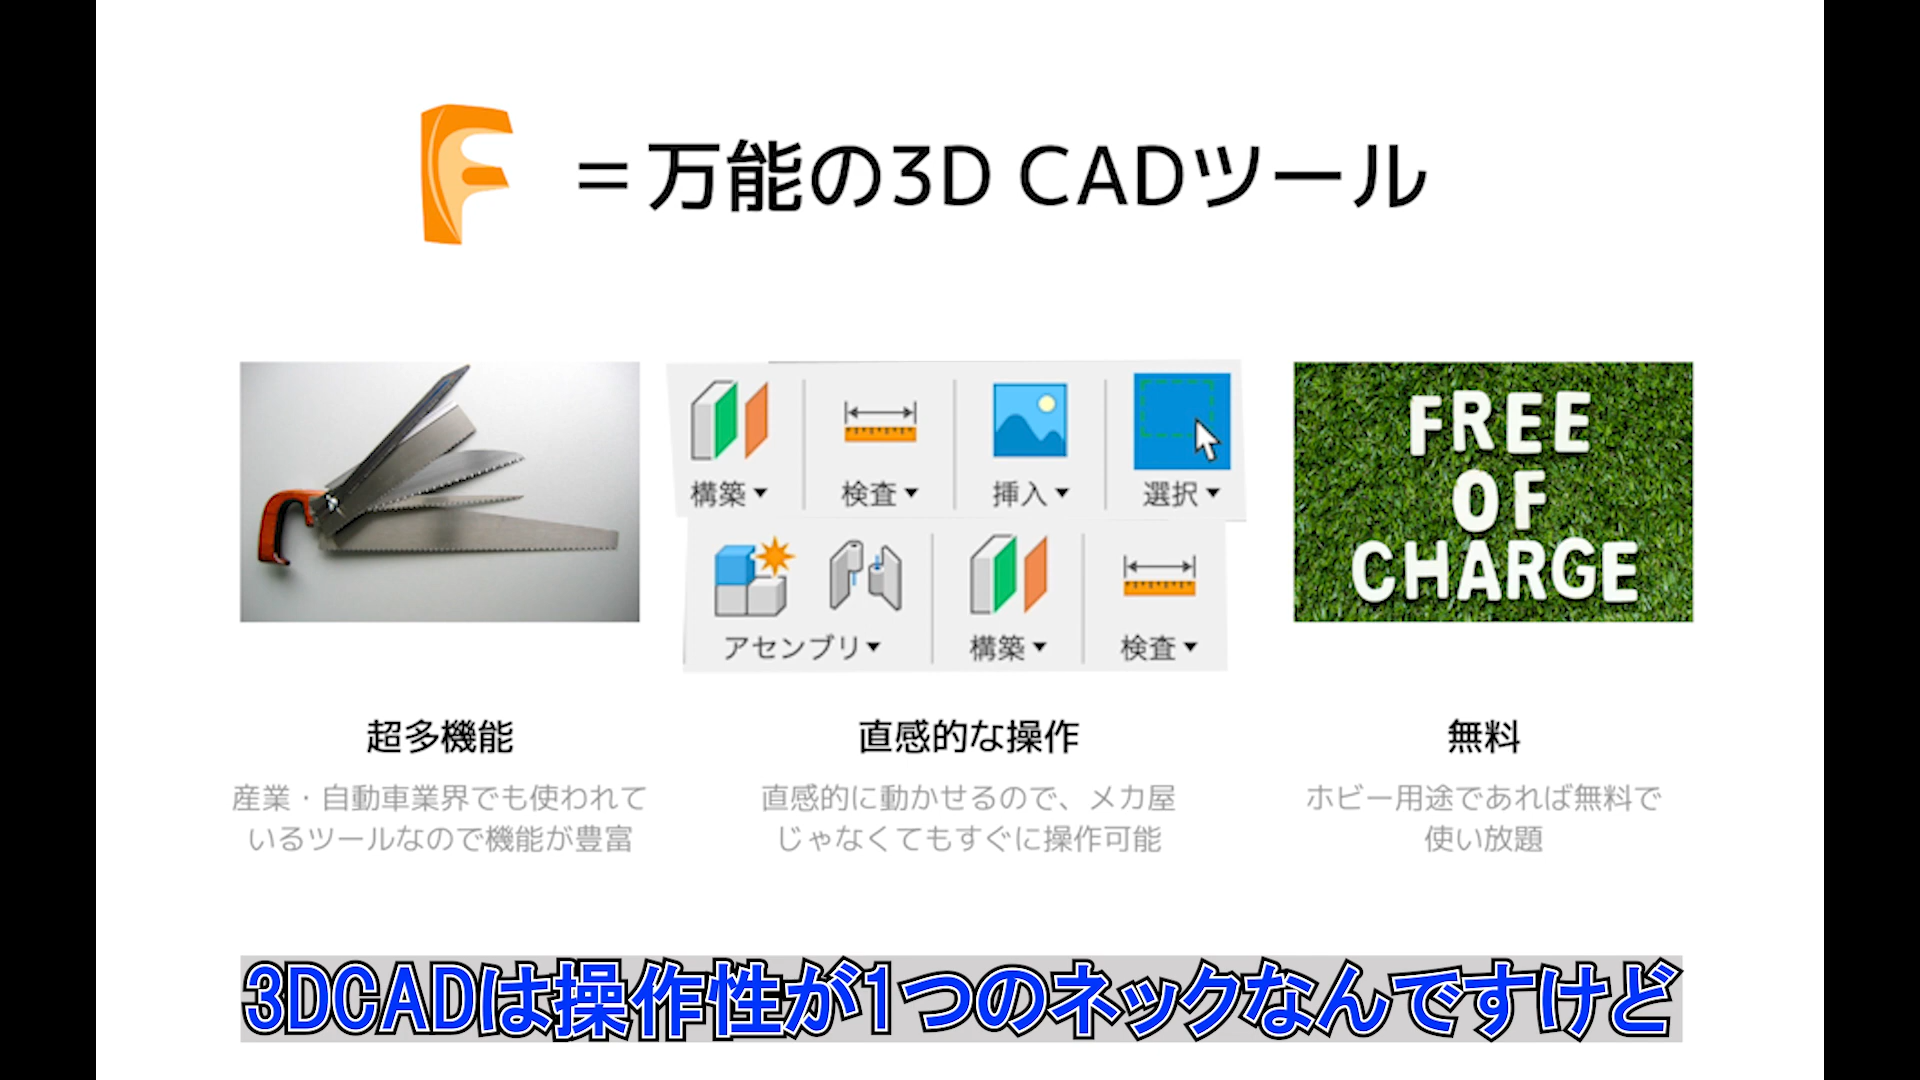 F =万能の3D CADツール
構築 検査 挿入 選択
アセンブリ 構築 検査
FREE
OF
CHARGE
超多機能
産業・自動車業界でも使われて
いるツールなので機能が豊富
直感的な操作
直感的に動かせるので、メカ屋
じゃなくてもすぐに操作可能
無料
ホビー用途であれば無料で
使い放題
3DCADは操作性が1つのネックなんですけど